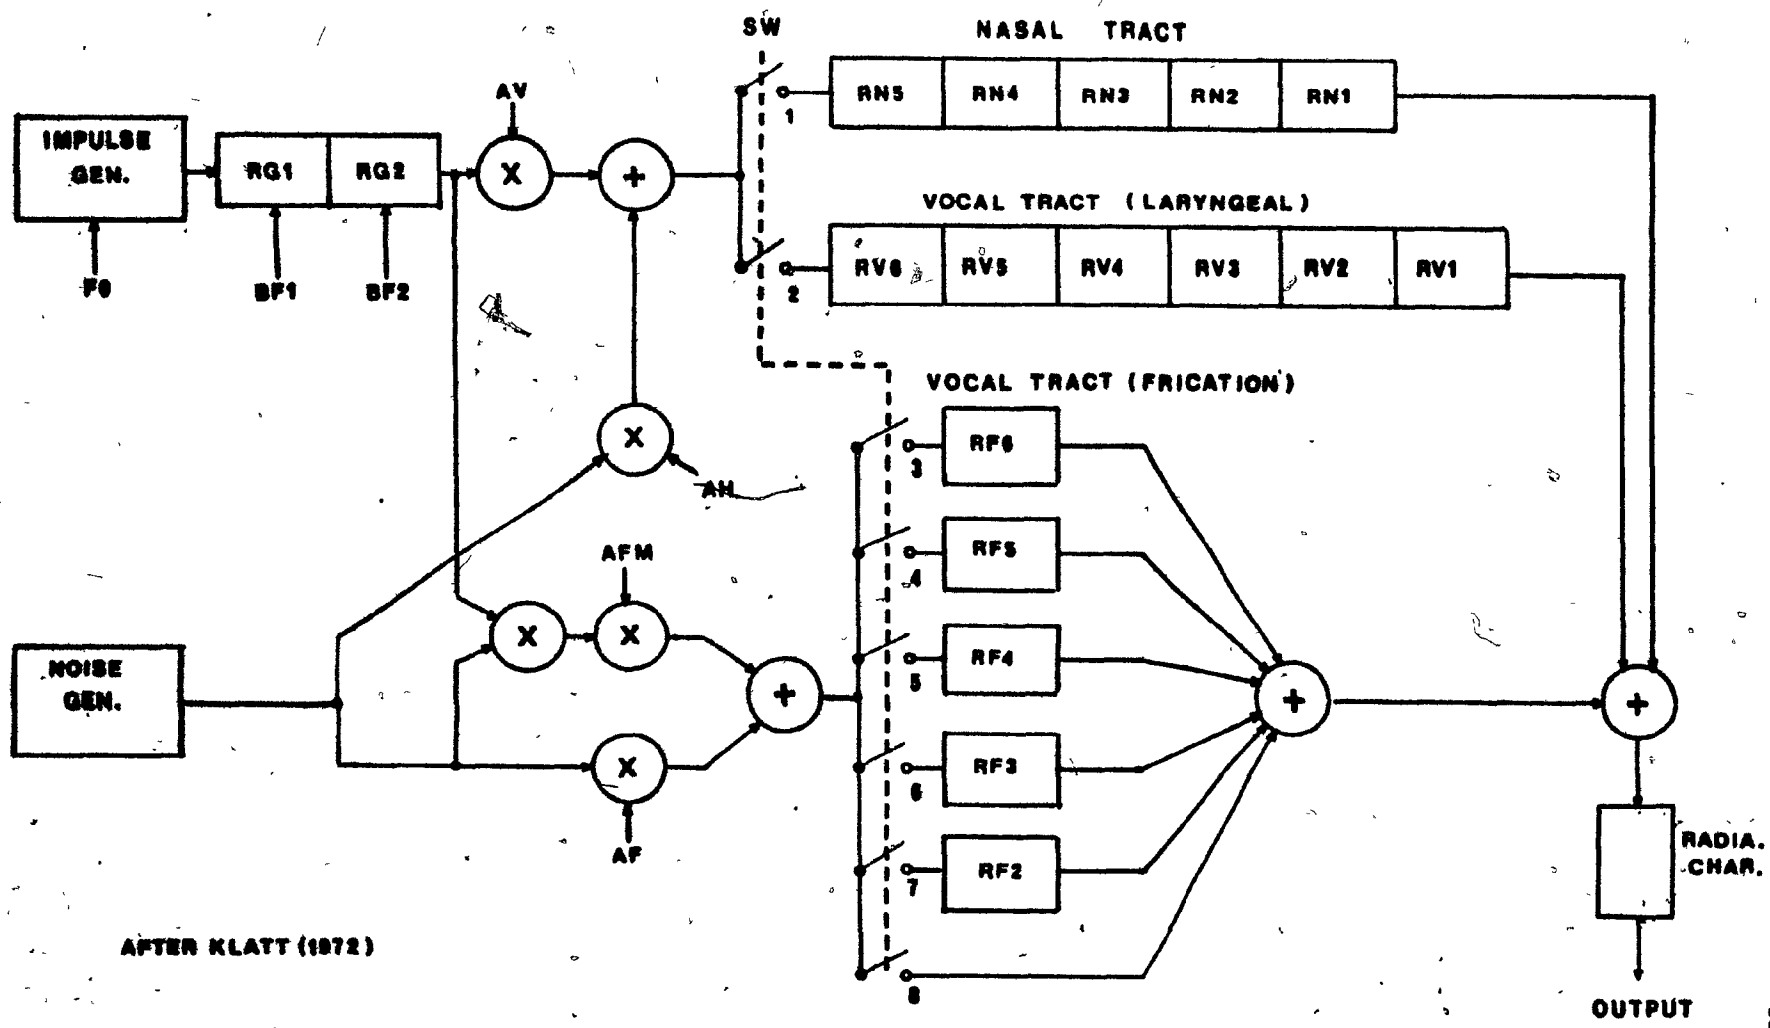 SW
NASAL TRACT
RN5 RN4 RN3 RN2 RN1
1
AV
IMPULSE
GEN.
RG1 RG2
X
+
VOCAL TRACT (LARYNGEAL)
RV6 RV5 RV4 RV3 RV2 RV1
2
F0
BF1
BF2
VOCAL TRACT (FRICATION)
X
AH
RF6
3
RF5
4
AFM
X
X
RF4
5
NOISE
GEN.
+
+
+
X
AF
RF3
6
RF2
7
RADIA.
CHAR.
AFTER KLATT (1972)
8
OUTPUT